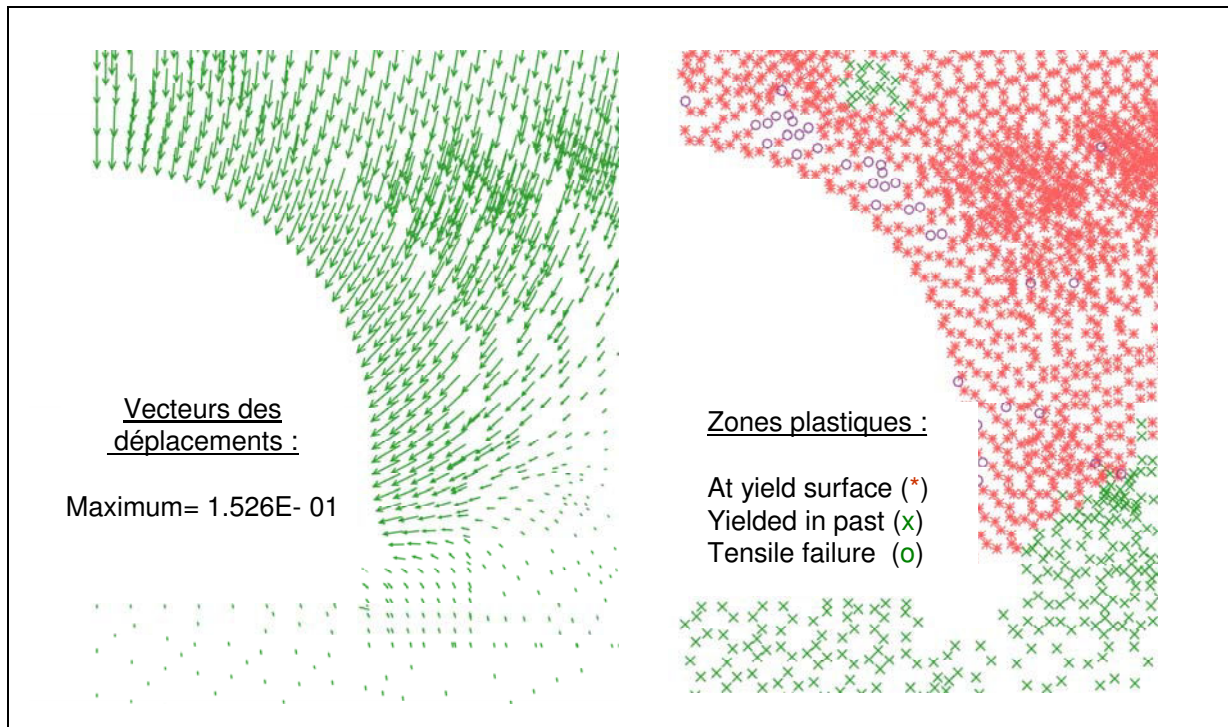 Vecteurs des
déplacements :
Maximum= 1.526E- 01
Zones plastiques :
At yield surface (*)
Yielded in past (x)
Tensile failure (o)